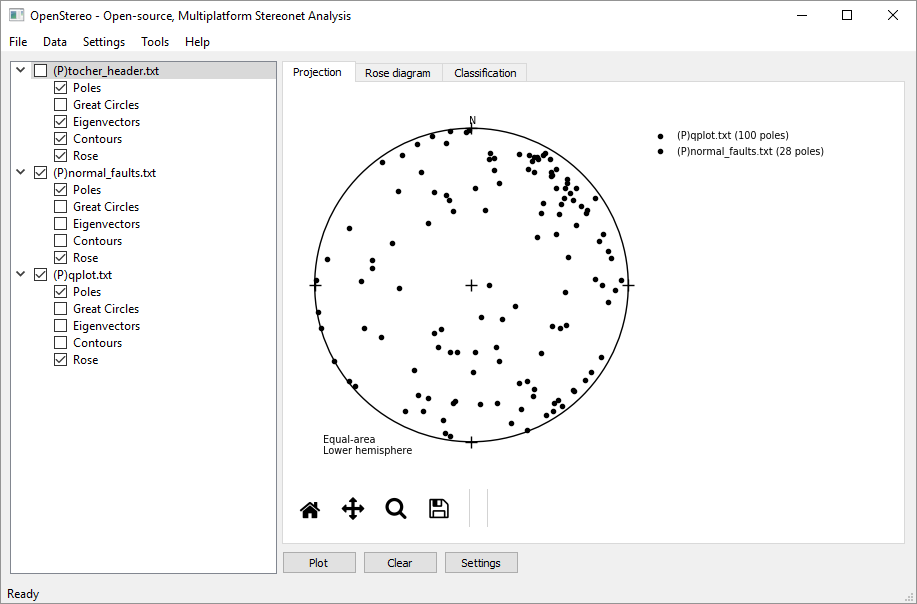 OpenStereo - Open-source, Multiplatform Stereonet Analysis
File Data Settings Tools Help
(P)tocher_header.txt
Poles
Great Circles
Eigenvectors
Contours
Rose
(P)normal_faults.txt
Poles
Great Circles
Eigenvectors
Contours
Rose
(P)qplot.txt
Poles
Great Circles
Eigenvectors
Contours
Rose
Projection Rose diagram Classification
N
(P)qplot.txt (100 poles)
(P)normal_faults.txt (28 poles)
Equal-area
Lower hemisphere
Plot Clear Settings
Ready